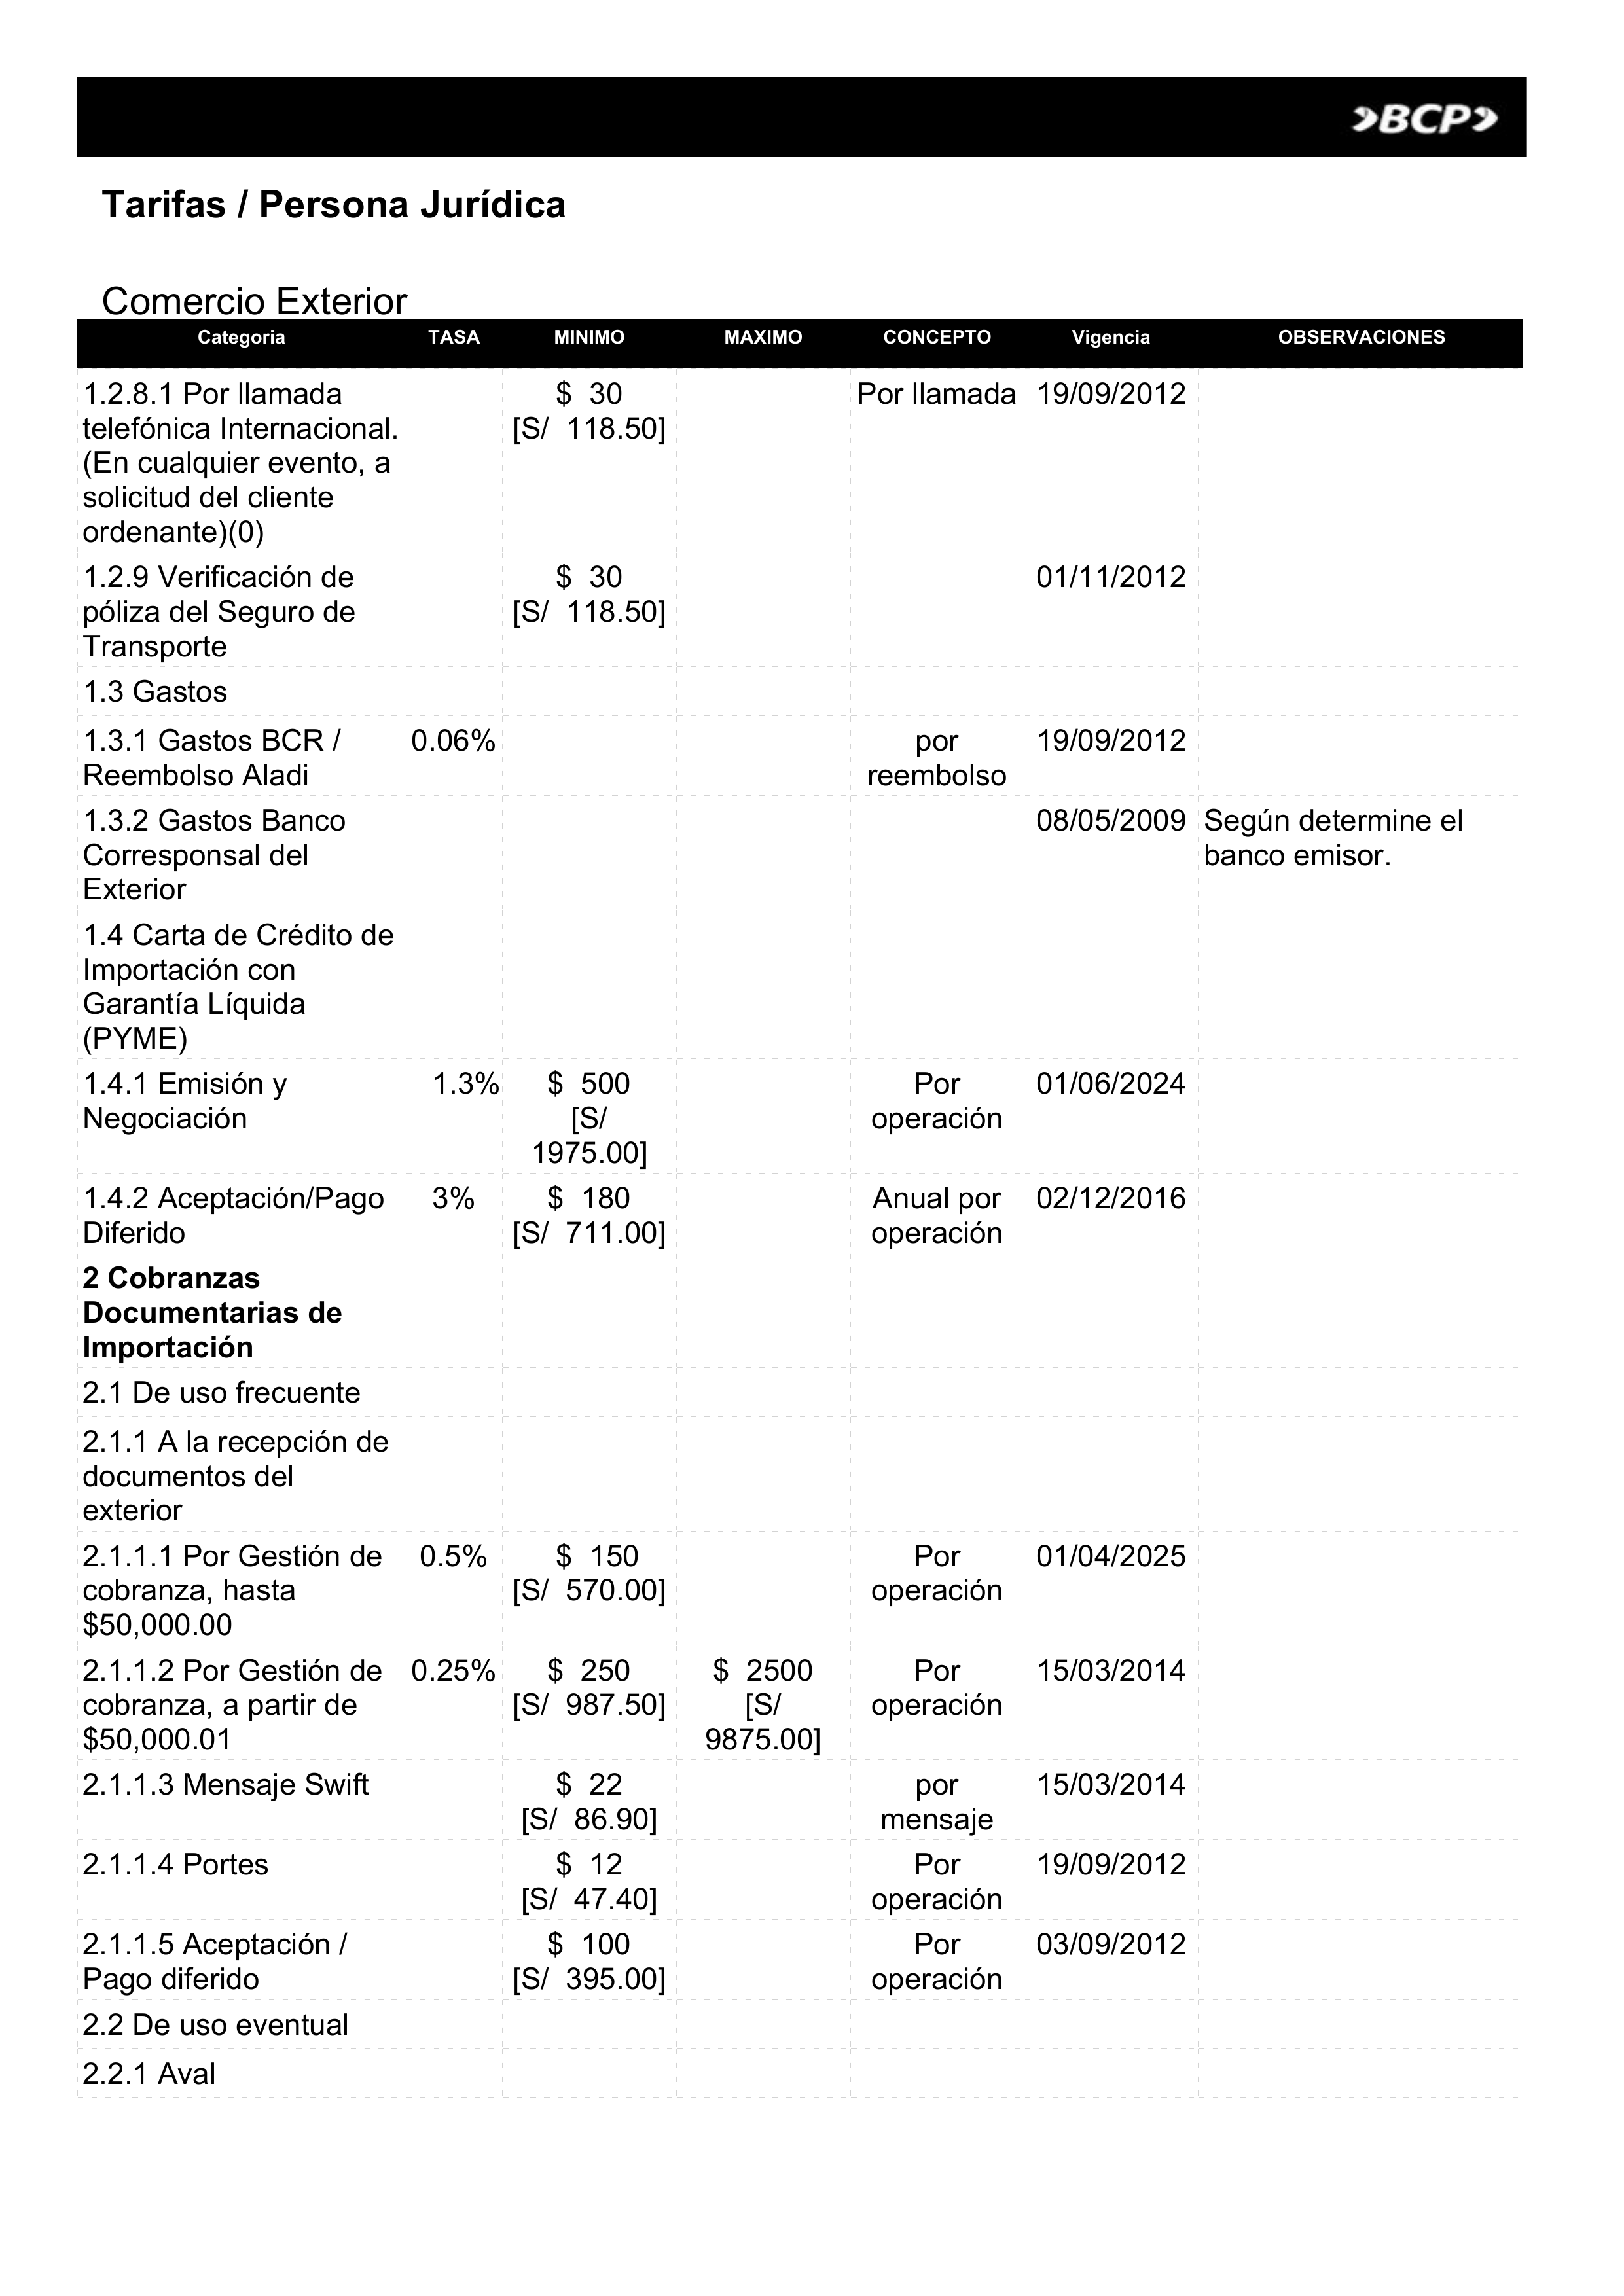 BCP
Tarifas / Persona Jurídica
Comercio Exterior
Categoria TASA MINIMO MAXIMO CONCEPTO Vigencia OBSERVACIONES
1.2.8.1 Por llamada $ 30 Por llamada 19/09/2012
telefónica Internacional. [S/ 118.50]
(En cualquier evento, a
solicitud del cliente
ordenante)(0)
1.2.9 Verificación de $ 30 01/11/2012
póliza del Seguro de [S/ 118.50]
Transporte
1.3 Gastos
1.3.1 Gastos BCR / 0.06% por 19/09/2012
Reembolso Aladi reembolso
1.3.2 Gastos Banco 08/05/2009 Según determine el
Corresponsal del banco emisor.
Exterior
1.4 Carta de Crédito de
Importación con
Garantía Líquida
(PYME)
1.4.1 Emisión y 1.3% $ 500 Por 01/06/2024
Negociación [S/ operación
1975.00]
1.4.2 Aceptación/Pago 3% $ 180 Anual por 02/12/2016
Diferido [S/ 711.00] operación
2 Cobranzas
Documentarias de
Importación
2.1 De uso frecuente
2.1.1 A la recepción de
documentos del
exterior
2.1.1.1 Por Gestión de 0.5% $ 150 Por 01/04/2025
cobranza, hasta [S/ 570.00] operación
$50,000.00
2.1.1.2 Por Gestión de 0.25% $ 250 $ 2500 Por 15/03/2014
cobranza, a partir de [S/ 987.50] [S/ operación
$50,000.01 9875.00]
2.1.1.3 Mensaje Swift $ 22 por 15/03/2014
[S/ 86.90] mensaje
2.1.1.4 Portes $ 12 Por 19/09/2012
[S/ 47.40] operación
2.1.1.5 Aceptación / $ 100 Por 03/09/2012
Pago diferido [S/ 395.00] operación
2.2 De uso eventual
2.2.1 Aval